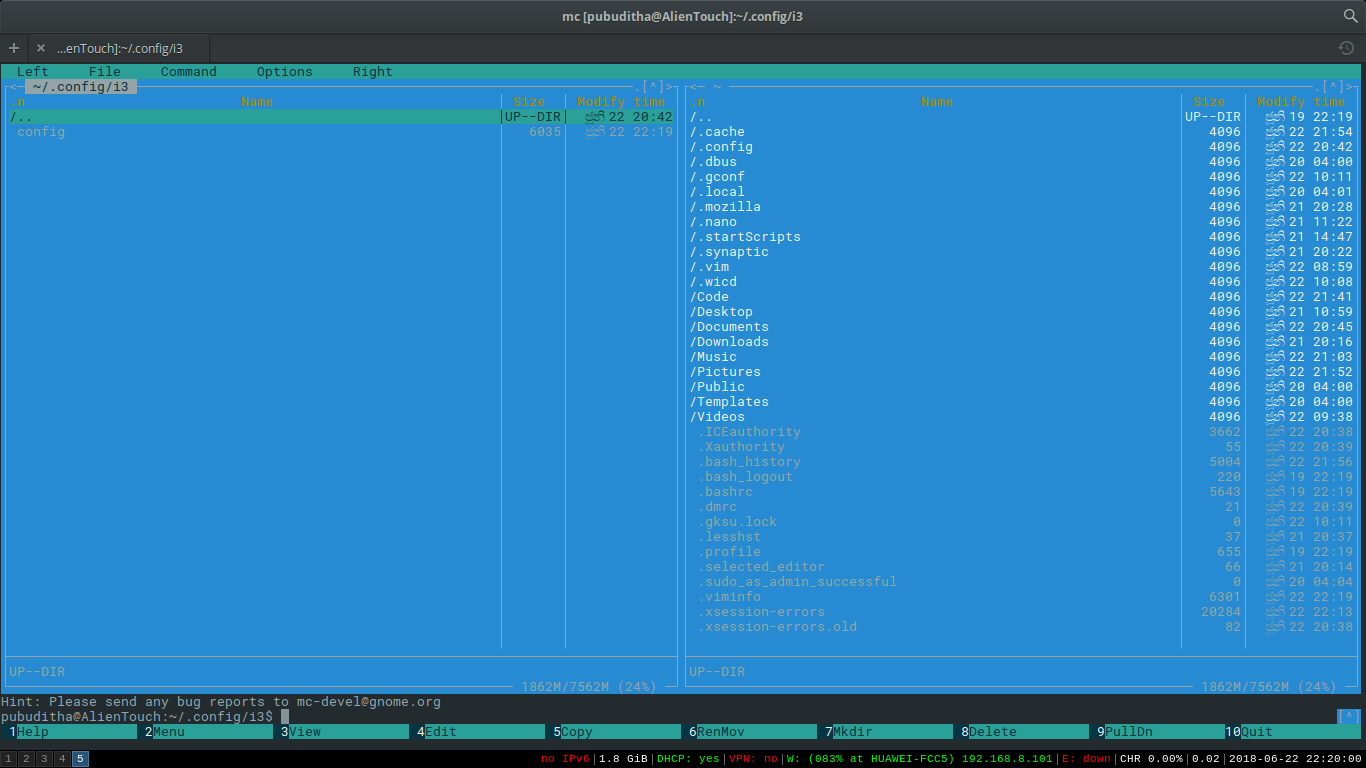 mc [pubuditha@AlienTouch]:~/.config/i3
...enTouch]:~/.config/i3
Left File Command Options Right
~/.config/i3 .[^]>
.n Name Size Modify time
/.. UP--DIR ජූනි 22 20:42
config 6035 ජූනි 22 22:19
UP--DIR
1862M/7562M (24%)
<— ~ .[^]>
.n Name Size Modify time
/.. UP--DIR ජූනි 19 22:19
/.cache 4096 ජූනි 22 21:54
/.config 4096 ජූනි 22 20:42
/.dbus 4096 ජූනි 20 04:00
/.gconf 4096 ජූනි 22 10:11
/.local 4096 ජූනි 20 04:01
/.mozilla 4096 ජූනි 21 20:28
/.nano 4096 ජූනි 21 11:22
/.startScripts 4096 ජූනි 21 14:47
/.synaptic 4096 ජූනි 21 20:22
/.vim 4096 ජූනි 22 08:59
/.wicd 4096 ජූනි 22 10:08
/Code 4096 ජූනි 22 21:41
/Desktop 4096 ජූනි 21 10:59
/Documents 4096 ජූනි 22 20:45
/Downloads 4096 ජූනි 21 20:16
/Music 4096 ජූනි 22 21:03
/Pictures 4096 ජූනි 22 21:52
/Public 4096 ජූනි 20 04:00
/Templates 4096 ජූනි 20 04:00
/Videos 4096 ජූනි 22 09:38
.ICEauthority 3662 ජූනි 22 20:38
.Xauthority 55 ජූනි 22 20:39
.bash_history 5004 ජූනි 22 21:56
.bash_logout 220 ජූනි 19 22:19
.bashrc 5643 ජූනි 19 22:19
.dmrc 21 ජූනි 22 20:39
.gksu.lock 0 ජූනි 22 10:11
.lesshst 37 ජූනි 21 20:37
.profile 655 ජූනි 19 22:19
.selected_editor 66 ජූනි 21 20:14
.sudo_as_admin_successful 0 ජූනි 20 04:04
.viminfo 6301 ජූනි 22 22:19
.xsession-errors 20284 ජූනි 22 22:13
.xsession-errors.old 82 ජූනි 22 20:38
UP--DIR
1862M/7562M (24%)
Hint: Please send any bug reports to mc-devel@gnome.org
pubuditha@AlienTouch:~/.config/i3$ [^]
1Help 2Menu 3View 4Edit 5Copy 6RenMov 7Mkdir 8Delete 9PullDn 10Quit
1 2 3 4 5 no IPv6|1.8 GiB|DHCP: yes|VPN: no|W: (083% at HUAWEI-FCC5) 192.168.8.101|E: down|CHR 0.00%|0.02|2018-06-22 22:20:00